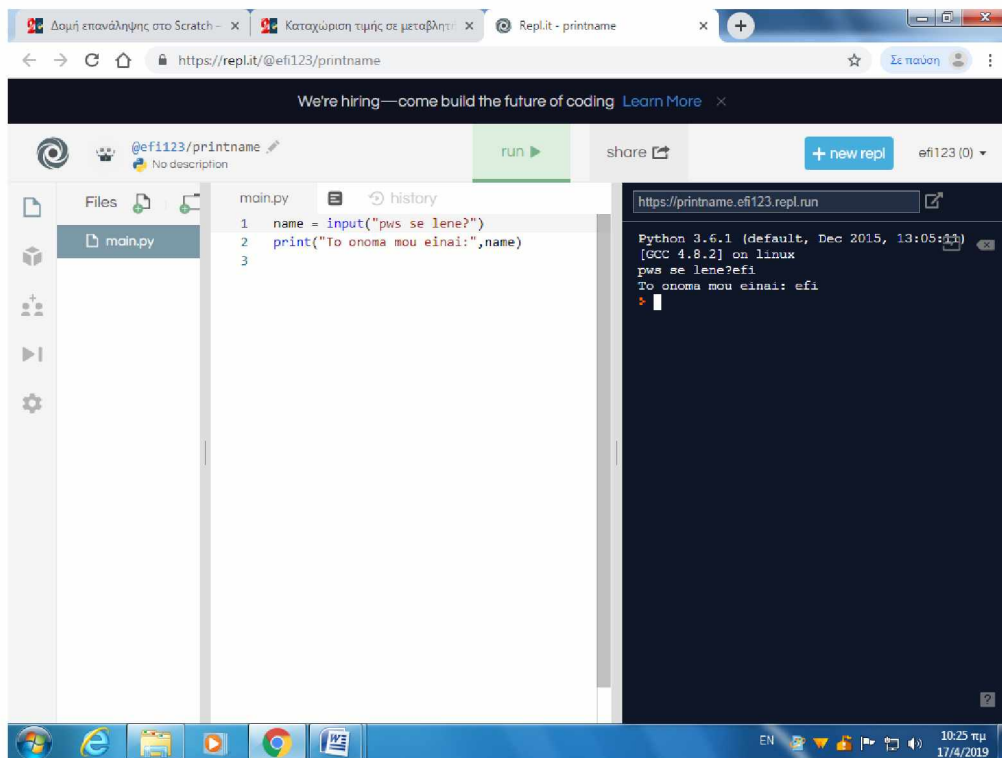 Δομή επανάληψης στο Scratch –
Καταχώριση τιμής σε μεταβλητή
Repl.it - printname
https://repl.it/@efi123/printname
Σε παύση
We're hiring—come build the future of coding Learn More
@efi123/printname
No description
run
share
+ new repl
efi123 (0)
Files
main.py
main.py
history
1 name = input("pws se lene?")
2 print("To onoma mou einai:",name)
3
https://printname.efi123.repl.run
Python 3.6.1 (default, Dec 2015, 13:05:11)
[GCC 4.8.2] on linux
pws se lene?efi
To onoma mou einai: efi
?
EN
10:25 πμ
17/4/2019